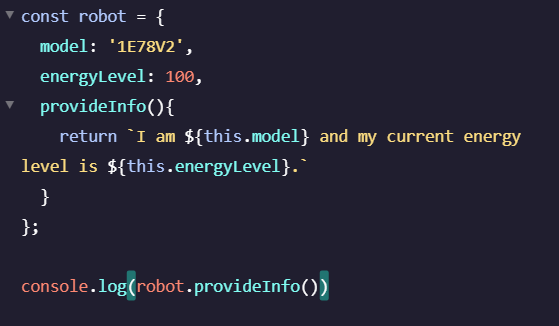 const robot = {
  model: '1E78V2',
  energyLevel: 100,
  provideInfo(){
    return `I am ${this.model} and my current energy
level is ${this.energyLevel}.`
  }
};

console.log(robot.provideInfo())